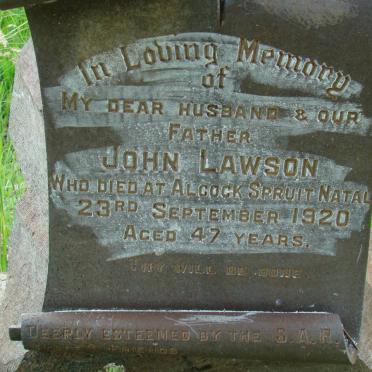 In Loving Memory
of
My dear husband & our
Father
John Lawson
Who died at Alcock Spruit Natal
23rd September 1920
Aged 47 years.
Thy will be done.
Deeply esteemed by the S.A.R.
friends